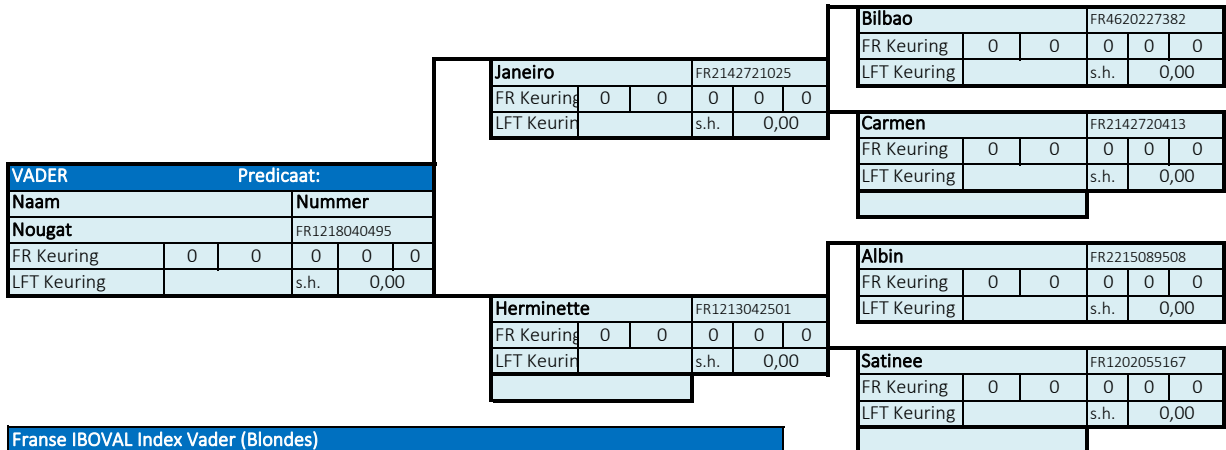 Bilbao FR4620227382
FR Keuring 0 0 0 0 0
LFT Keuring s.h. 0,00
Janeiro FR2142721025
FR Keuring 0 0 0 0 0
LFT Keurin s.h. 0,00
Carmen FR2142720413
FR Keuring 0 0 0 0 0
LFT Keuring s.h. 0,00
VADER Predicaat:
Naam Nummer
Nougat FR1218040495
FR Keuring 0 0 0 0 0
LFT Keuring s.h. 0,00
Albin FR2215089508
FR Keuring 0 0 0 0 0
LFT Keuring s.h. 0,00
Herminette FR1213042501
FR Keuring 0 0 0 0 0
LFT Keurin s.h. 0,00
Satinee FR1202055167
FR Keuring 0 0 0 0 0
LFT Keuring s.h. 0,00
Franse IBOVAL Index Vader (Blondes)